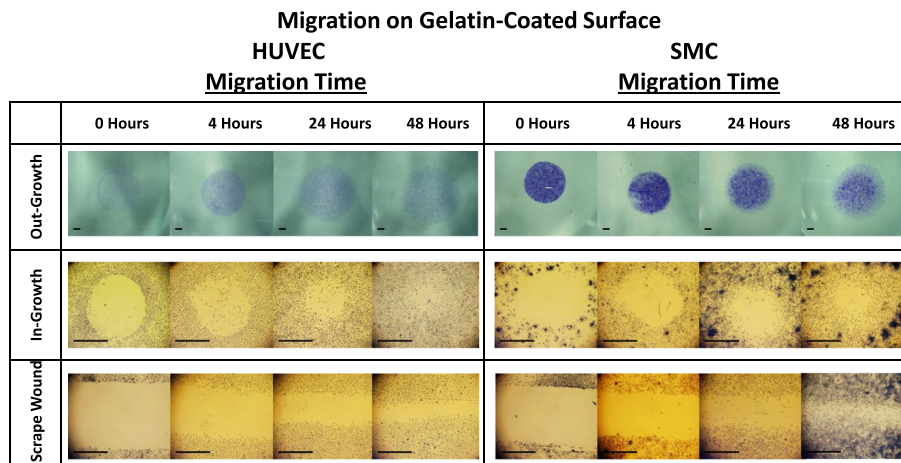 Migration on Gelatin-Coated Surface
HUVEC SMC
Migration Time Migration Time
0 Hours 4 Hours 24 Hours 48 Hours 0 Hours 4 Hours 24 Hours 48 Hours
Out-Growth
In-Growth
Scrape Wound